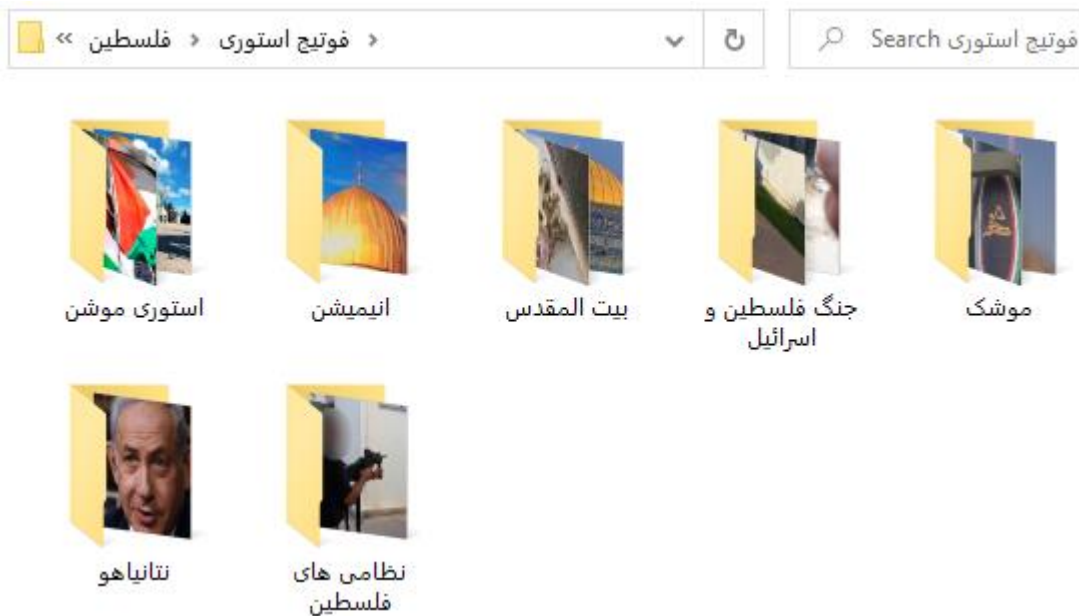 « فلسطین › فوتیج استوری ›
Search فوتیج استوری
استوری موشن
انیمیشن
بیت المقدس
جنگ فلسطین و
اسرائیل
موشک
نتانیاهو
نظامی های
فلسطین